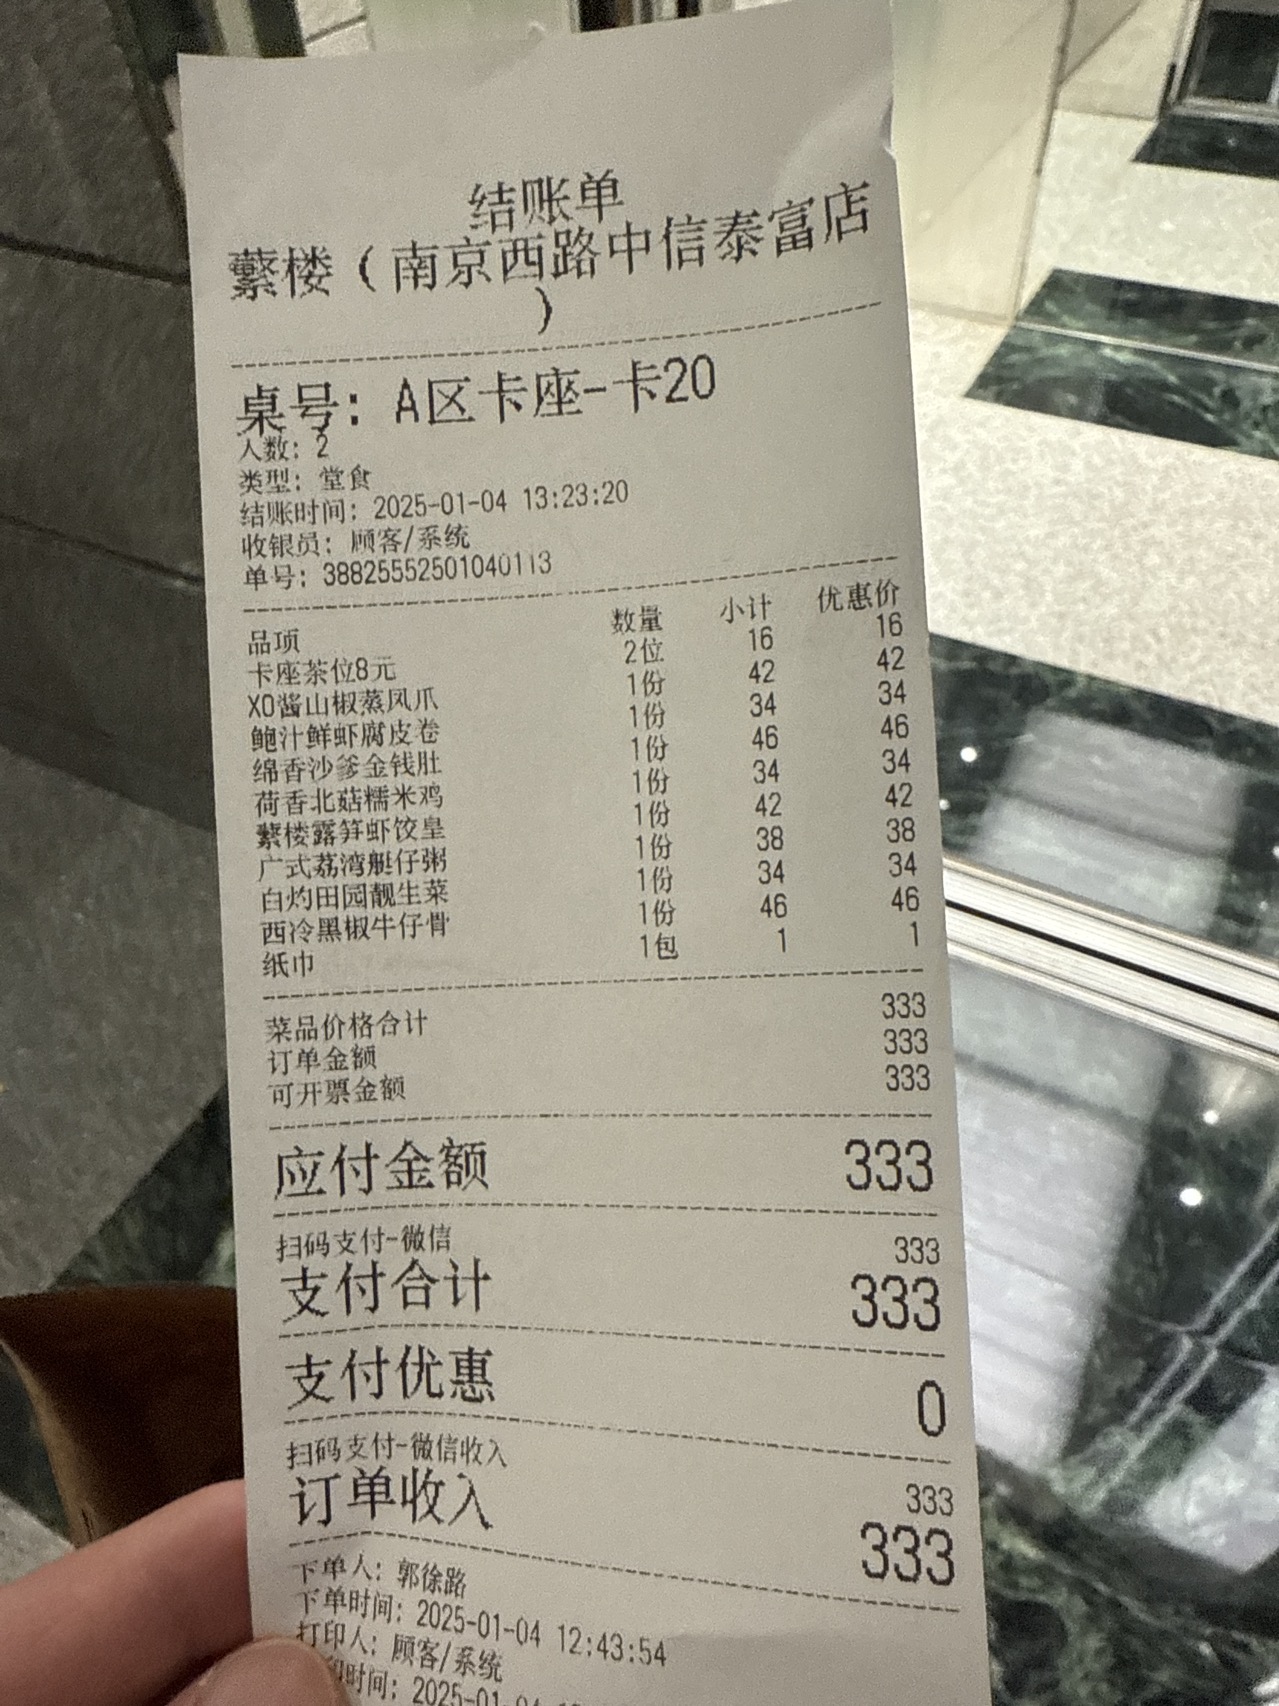 结账单
蘩楼（南京西路中信泰富店
）
桌号：A区卡座-卡20
人数：2
类型：堂食
结账时间：2025-01-04 13:23:20
收银员：顾客/系统
单号：38825552501040113
品项 数量 小计 优惠价
卡座茶位8元 2位 16 16
XO酱山椒蒸凤爪 1份 42 42
鲍汁鲜虾腐皮卷 1份 34 34
绵香沙爹金钱肚 1份 46 46
荷香北菇糯米鸡 1份 34 34
蘩楼露笋虾饺皇 1份 42 42
广式荔湾艇仔粥 1份 38 38
白灼田园靓生菜 1份 34 34
西冷黑椒牛仔骨 1份 46 46
纸巾 1包 1 1
菜品价格合计 333
订单金额 333
可开票金额 333
应付金额 333
扫码支付-微信 333
支付合计 333
支付优惠 0
扫码支付-微信收入 333
订单收入 333
下单人：郭徐路
下单时间：2025-01-04 12:43:54
打印人：顾客/系统
印时间：2025-01-04